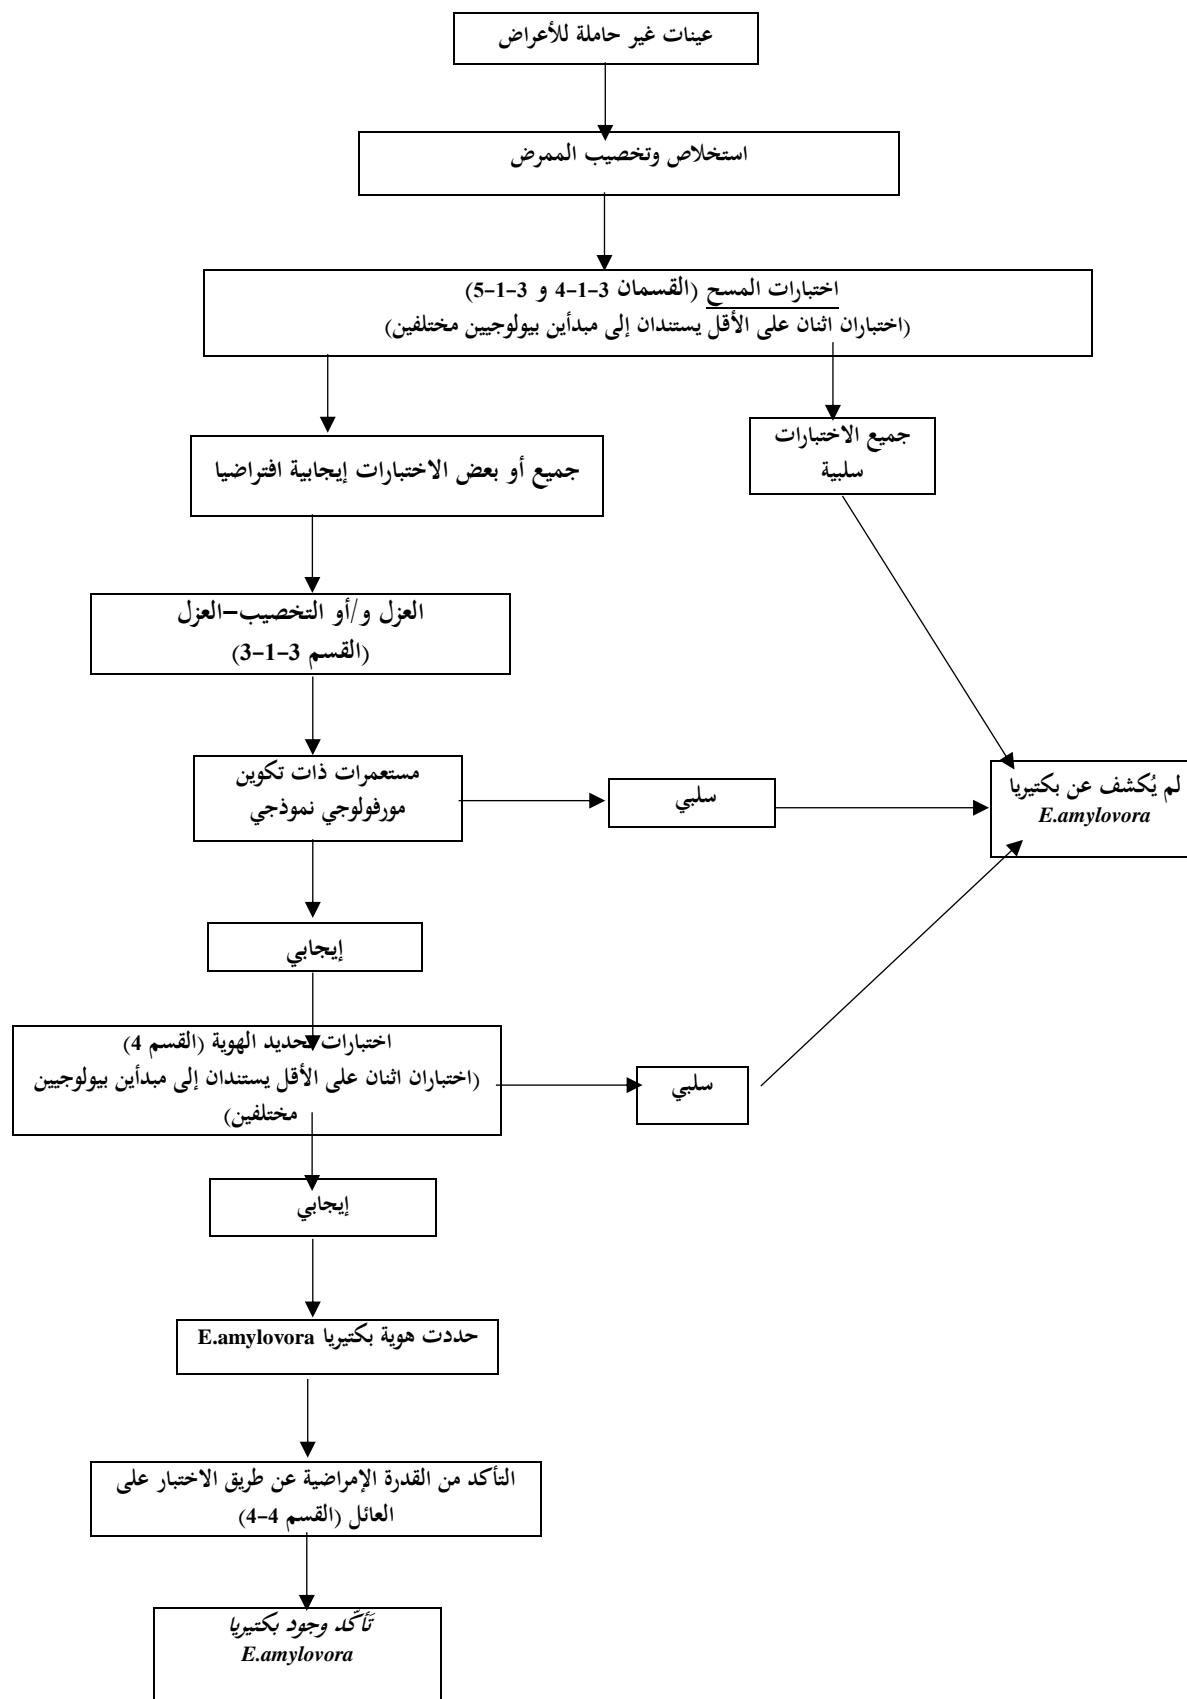 عينات غير حاملة للأعراض
استخلاص وتخصيب الممرض
اختبارات المسح (القسمان 3-1-4 و 3-1-5)
(اختباران اثنان على الأقل يستندان إلى مبدأين بيولوجيين مختلفين)
جميع الاختبارات
سلبية
جميع أو بعض الاختبارات إيجابية افتراضيا
العزل و/أو التخصيب–العزل
(القسم 3-1-3)
مستعمرات ذات تكوين
مورفولوجي نموذجي
سلبي
لم يُكشف عن بكتيريا
E.amylovora
إيجابي
اختبارات تحديد الهوية (القسم 4)
(اختباران اثنان على الأقل يستندان إلى مبدأين بيولوجيين
مختلفين)
سلبي
إيجابي
حددت هوية بكتيريا E.amylovora
التأكد من القدرة الإمراضية عن طريق الاختبار على
العائل (القسم 4-4)
تَأكّد وجود بكتيريا
E.amylovora